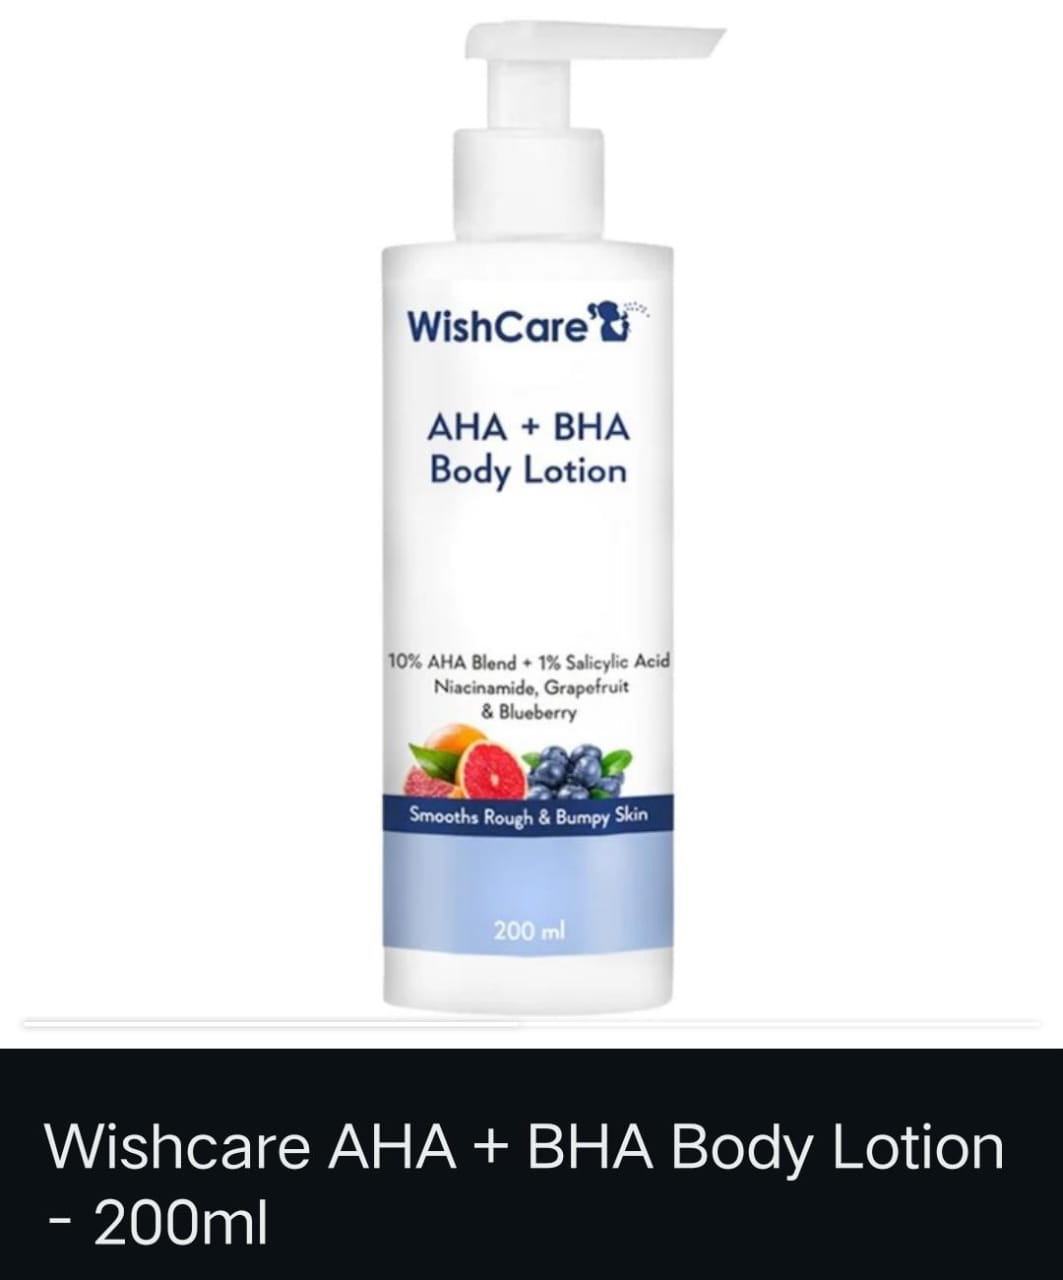 WishCare
AHA + BHA
Body Lotion
10% AHA Blend + 1% Salicylic Acid
Niacinamide, Grapefruit
& Blueberry
Smooths Rough & Bumpy Skin
200 ml
Wishcare AHA + BHA Body Lotion
- 200ml